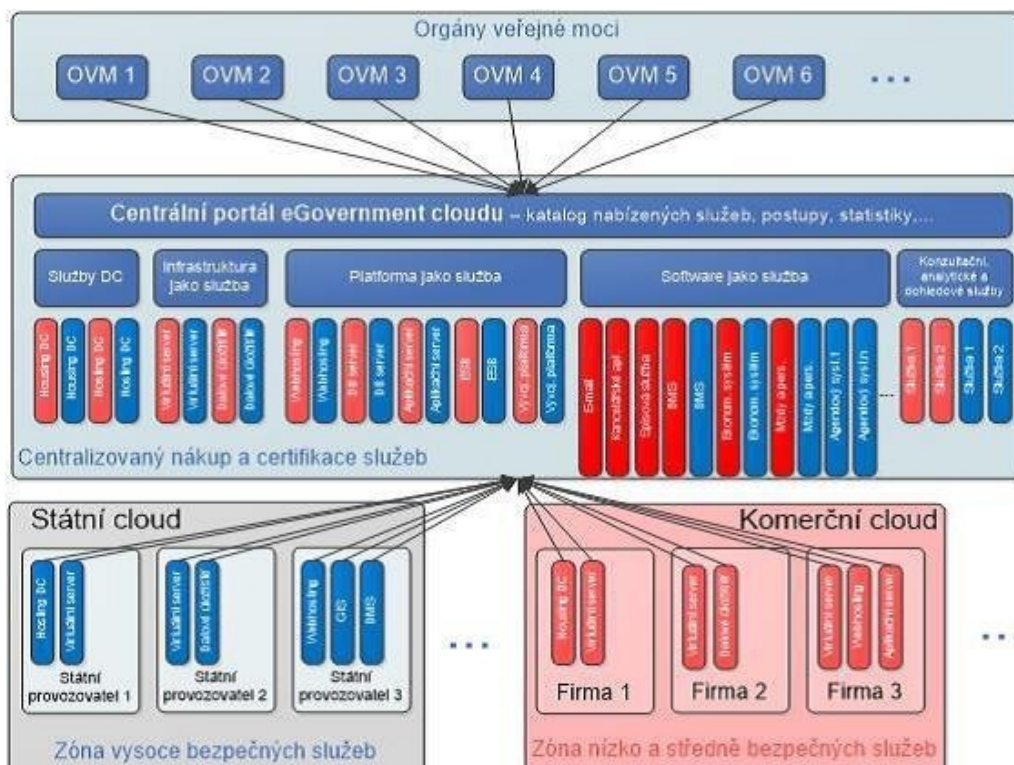 Orgány veřejné moci
OVM 1
OVM 2
OVM 3
OVM 4
OVM 5
OVM 6
...
Centrální portál eGovernment cloudu – katalog nabízených služeb, postupy, statistiky,...
Služby DC
Infrastruktura
jako služba
Platforma jako služba
Software jako služba
Konzultační,
analytické a
dohledové služby
Housing DC
Housing DC
Hosting DC
Hosting DC
Virtuální server
Virtuální server
Datové úložiště
Datové úložiště
Webhosting
Webhosting
DB server
DB server
Aplikační server
Aplikační server
ESB
ESB
Vývoj. platforma
Vývoj. platforma
E-mail
Kancelářské apl.
Spisová služba
DMS
DMS
Ekonom. systém
Ekonom. systém
Mzdy a pers.
Mzdy a pers.
Agendový syst.1
Agendový syst.n
...
Služba 1
Služba 2
Služba 1
Služba 2
Centralizovaný nákup a certifikace služeb
Státní cloud
Hosting DC
Virtuální server
Státní
provozovatel 1
Virtuální server
Datové úložiště
Státní
provozovatel 2
Webhosting
GIS
DMS
Státní
provozovatel 3
...
Zóna vysoce bezpečných služeb
Komerční cloud
Housing DC
Virtuální server
Firma 1
Virtuální server
Datové úložiště
Firma 2
Virtuální server
Webhosting
Aplikační server
Firma 3
Zóna nízko a středně bezpečných služeb